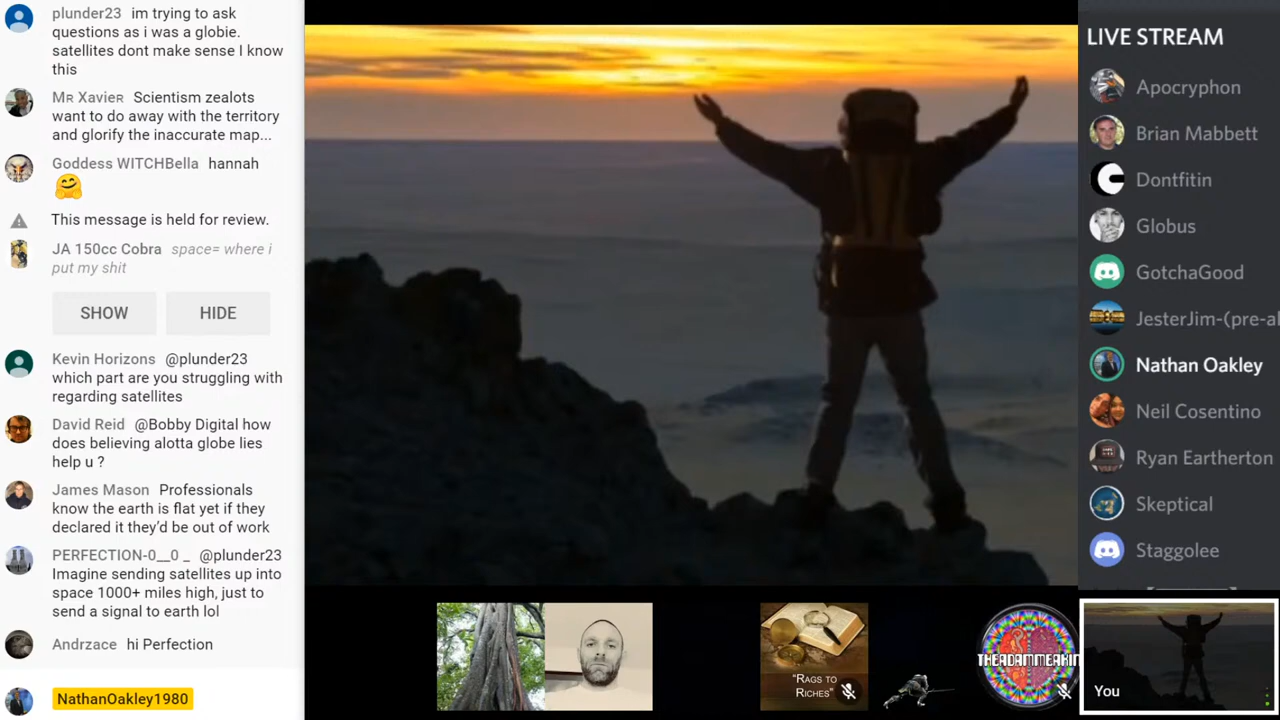 plunder23 im trying to ask
questions as i was a globie.
satellites dont make sense I know
this
MR XavieR Scientism zealots
want to do away with the territory
and glorify the inaccurate map...
Goddess WITCHBella hannah
This message is held for review.
JA 150cc Cobra space= where i
put my shit
SHOW HIDE
Kevin Horizons @plunder23
which part are you struggling with
regarding satellites
David Reid @Bobby Digital how
does believing alotta globe lies
help u ?
James Mason Professionals
know the earth is flat yet if they
declared it they'd be out of work
PERFECTION-0__0 _ @plunder23
Imagine sending satellites up into
space 1000+ miles high, just to
send a signal to earth lol
Andrzace hi Perfection
NathanOakley1980
"RAGS TO
RICHES"
THEADAMMEAKIN
You
LIVE STREAM
Apocryphon
Brian Mabbett
Dontfitin
Globus
GotchaGood
JesterJim-(pre-al
Nathan Oakley
Neil Cosentino
Ryan Eartherton
Skeptical
Staggolee